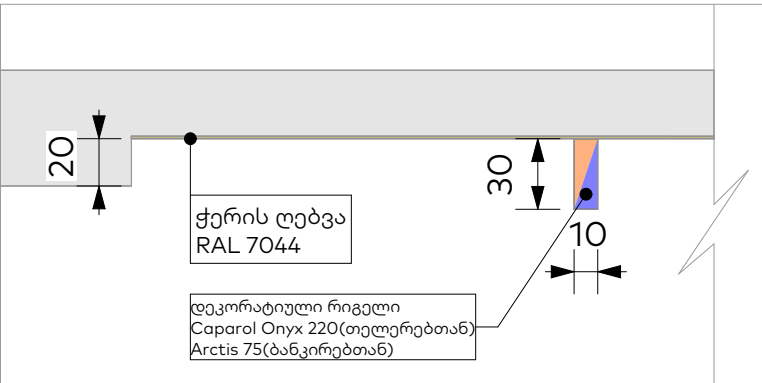 20
30
10
ჭერის ღებვა
RAL 7044
დეკორატიული რიგელი
Caparol Onyx 220(თელერებთან)
Arctis 75(ბანკირებთან)